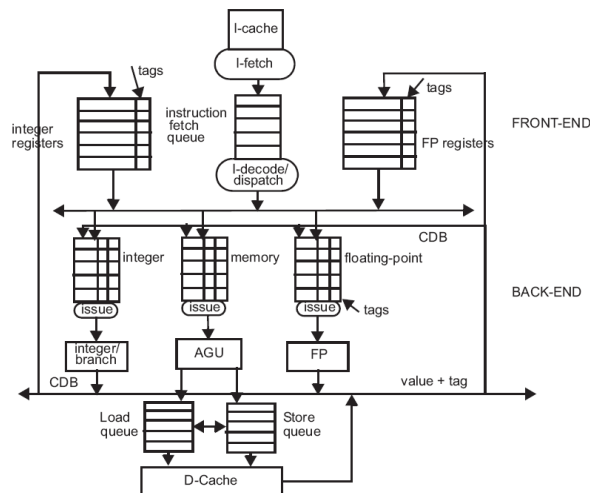 I-cache
I-fetch
tags
tags
integer
registers
instruction
fetch
queue
FP registers
FRONT-END
I-decode/
dispatch
CDB
integer
memory
floating-point
BACK-END
issue
issue
issue
tags
integer/
branch
AGU
FP
CDB
value + tag
Load
queue
Store
queue
D-Cache